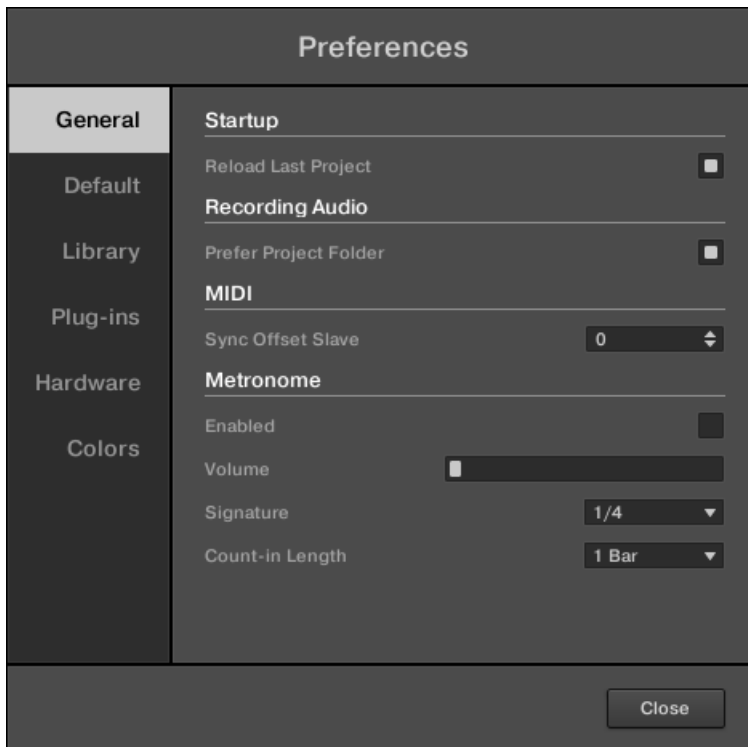 Preferences
General
Default
Library
Plug-ins
Hardware
Colors
Startup
Reload Last Project
Recording Audio
Prefer Project Folder
MIDI
Sync Offset Slave 0
Metronome
Enabled
Volume
Signature 1/4
Count-in Length 1 Bar
Close